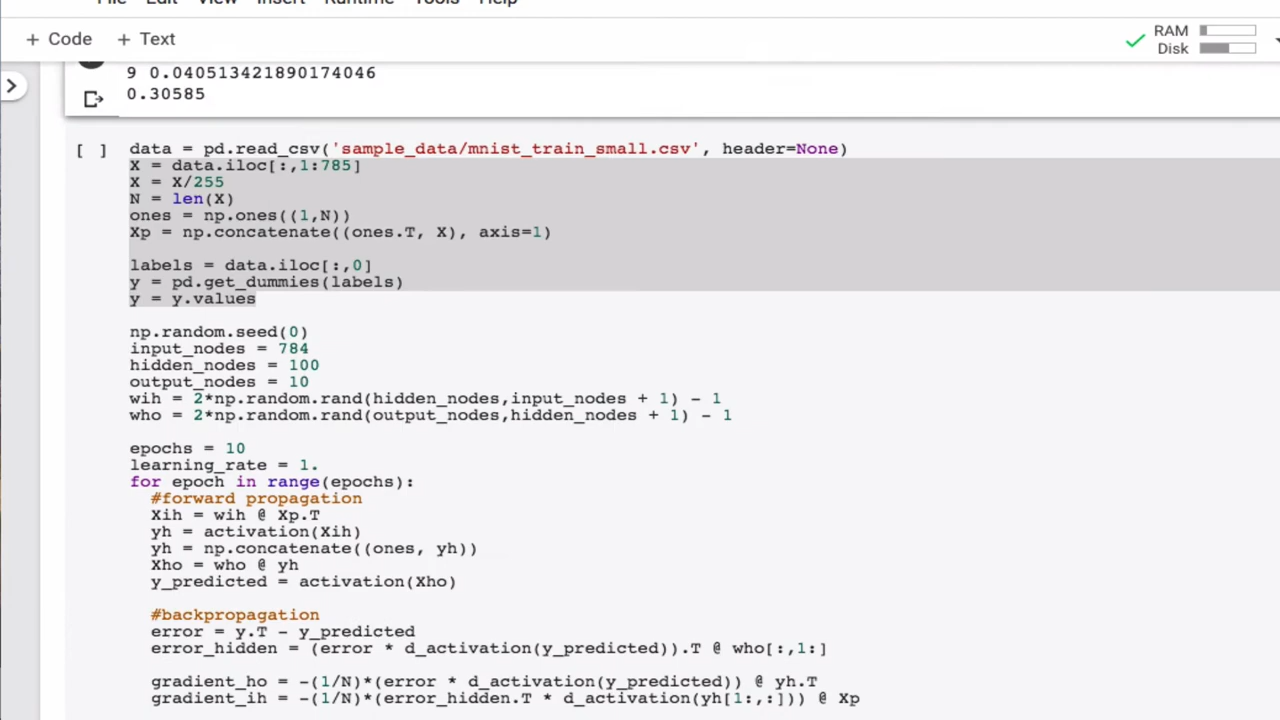 File Edit View Insert Runtime Tools Help
+ Code + Text
RAM
Disk
9 0.040513421890174046
0.30585
[ ] data = pd.read_csv('sample_data/mnist_train_small.csv', header=None)
X = data.iloc[:,1:785]
X = X/255
N = len(X)
ones = np.ones((1,N))
Xp = np.concatenate((ones.T, X), axis=1)
labels = data.iloc[:,0]
y = pd.get_dummies(labels)
y = y.values
np.random.seed(0)
input_nodes = 784
hidden_nodes = 100
output_nodes = 10
wih = 2*np.random.rand(hidden_nodes,input_nodes + 1) - 1
who = 2*np.random.rand(output_nodes,hidden_nodes + 1) - 1
epochs = 10
learning_rate = 1.
for epoch in range(epochs):
#forward propagation
Xih = wih @ Xp.T
yh = activation(Xih)
yh = np.concatenate((ones, yh))
Xho = who @ yh
y_predicted = activation(Xho)
#backpropagation
error = y.T - y_predicted
error_hidden = (error * d_activation(y_predicted)).T @ who[:,1:]
gradient_ho = -(1/N)*(error * d_activation(y_predicted)) @ yh.T
gradient_ih = -(1/N)*(error_hidden.T * d_activation(yh[1:,:])) @ Xp